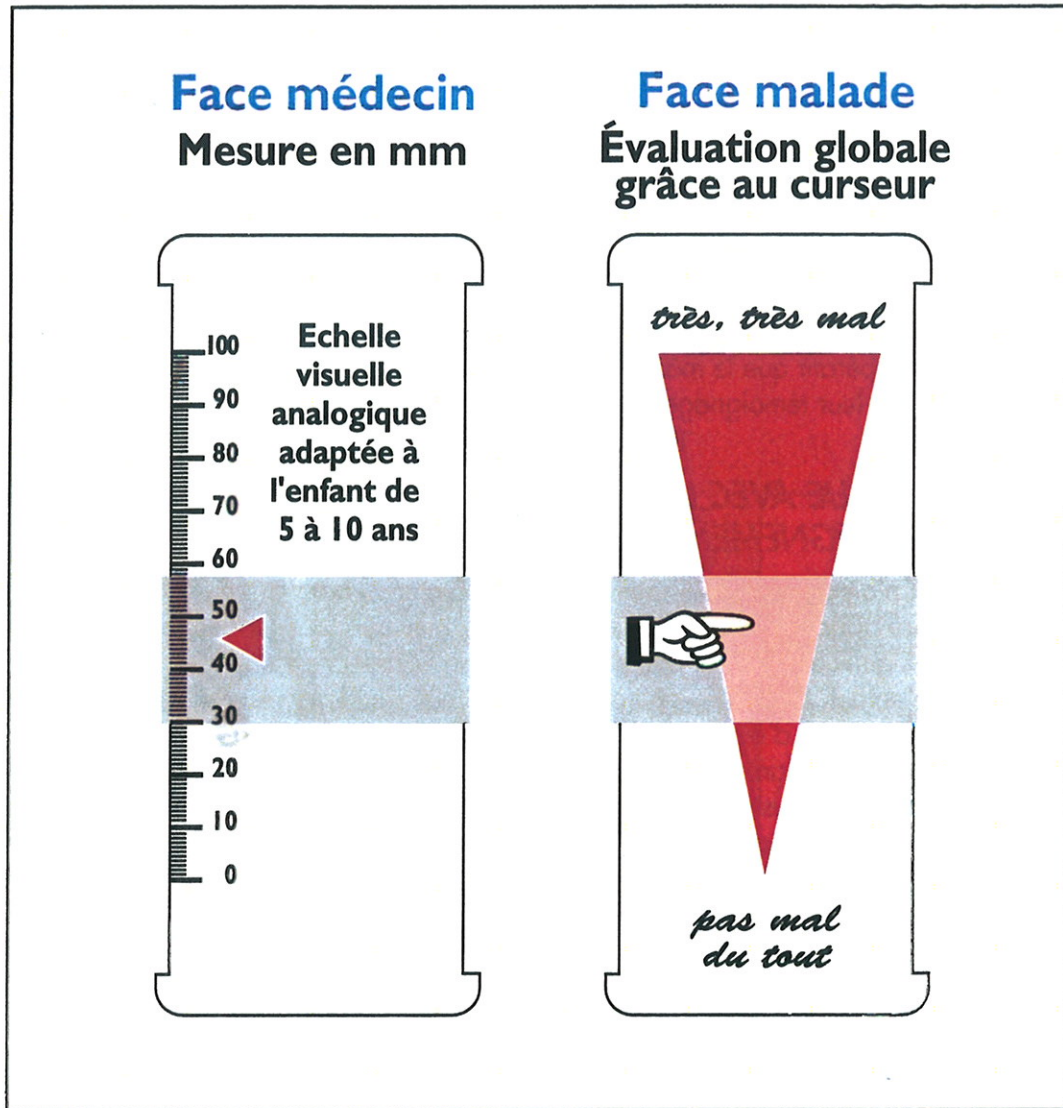 Face médecin
Mesure en mm
100
90
80
70
60
50
40
30
20
10
0
Echelle
visuelle
analogique
adaptée à
l'enfant de
5 à 10 ans
Face malade
Évaluation globale
grâce au curseur
très, très mal
pas mal
du tout